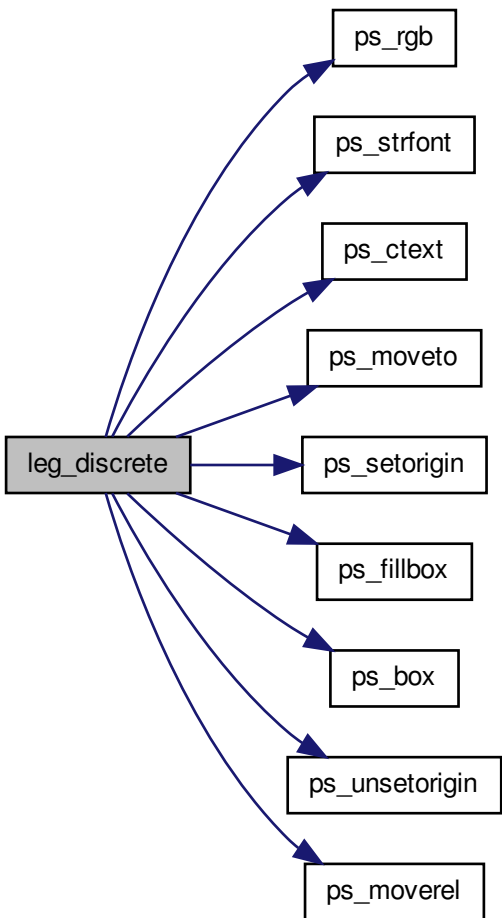 ps_rgb
ps_strfont
ps_ctext
ps_moveto
leg_discrete
ps_setorigin
ps_fillbox
ps_box
ps_unsetorigin
ps_moverel